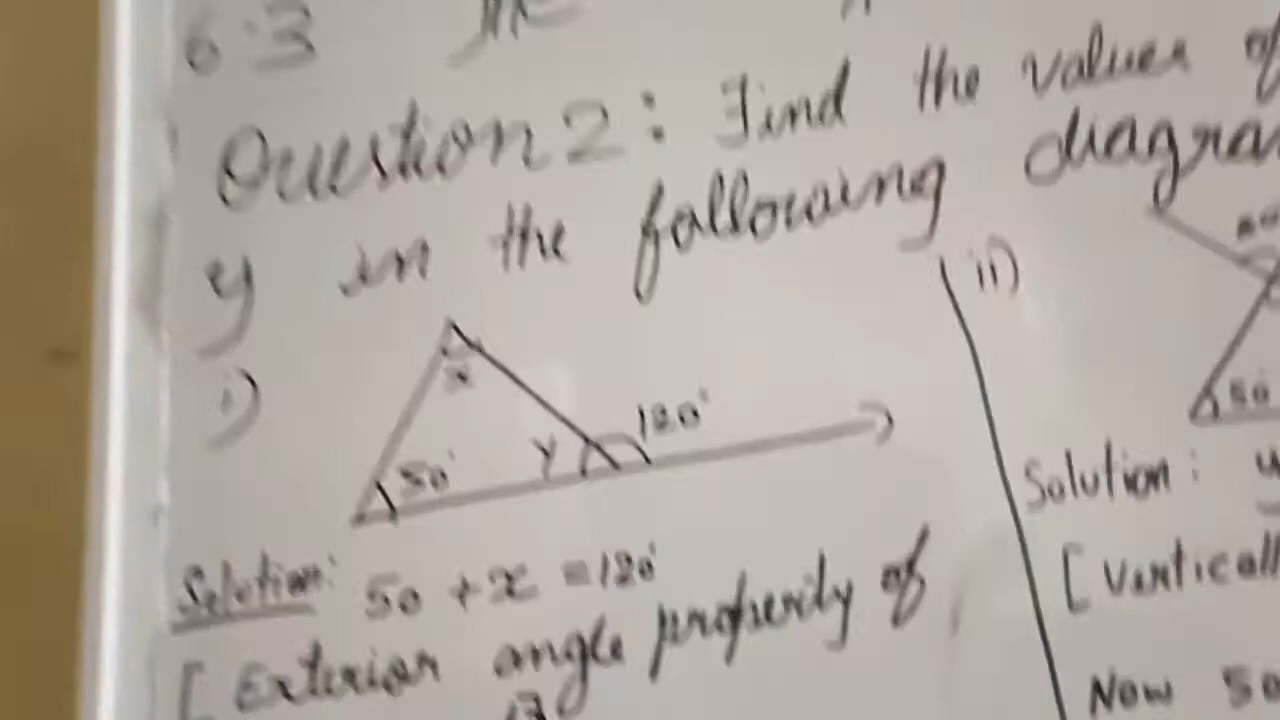 6.3
Question 2: Find the values of
y in the following diagra
i)
x
50°
y
120°
Solution: 50 + x = 120°
[ Exterior angle property of
ii)
50
Solution: y
[ Vertically
Now 50